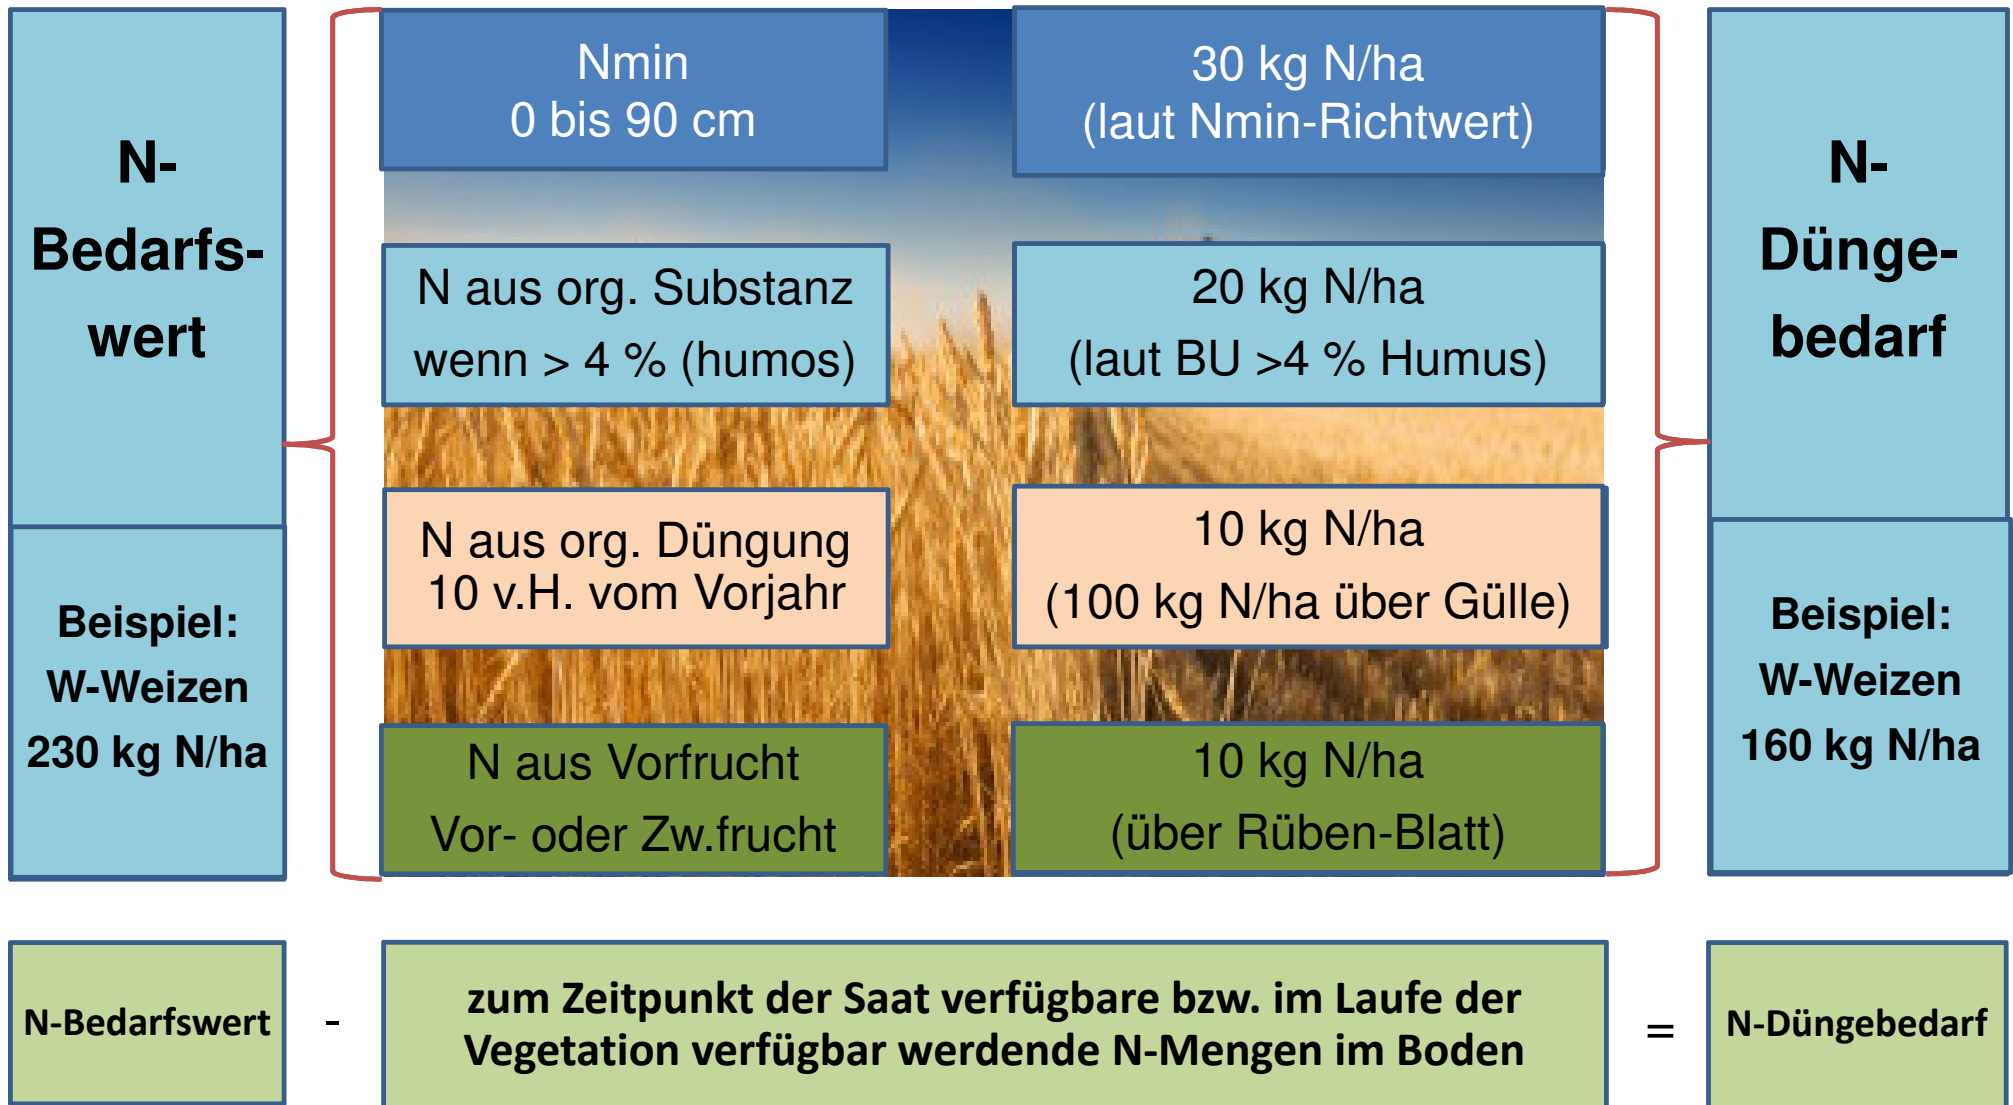 N-
Bedarfs-
wert
Beispiel:
W-Weizen
230 kg N/ha
Nmin
0 bis 90 cm
30 kg N/ha
(laut Nmin-Richtwert)
N aus org. Substanz
wenn > 4 % (humos)
20 kg N/ha
(laut BU >4 % Humus)
N aus org. Düngung
10 v.H. vom Vorjahr
10 kg N/ha
(100 kg N/ha über Gülle)
N aus Vorfrucht
Vor- oder Zw.frucht
10 kg N/ha
(über Rüben-Blatt)
N-
Dünge-
bedarf
Beispiel:
W-Weizen
160 kg N/ha
N-Bedarfswert
-
zum Zeitpunkt der Saat verfügbare bzw. im Laufe der
Vegetation verfügbar werdende N-Mengen im Boden
=
N-Düngebedarf